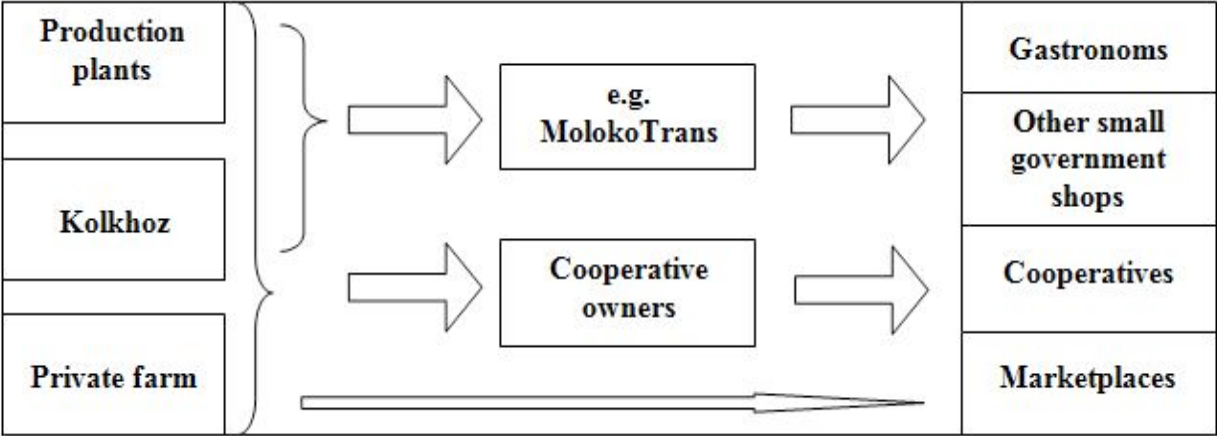 Production
plants
Kolkhoz
Private farm
e.g.
MolokoTrans
Cooperative
owners
Gastronoms
Other small
government
shops
Cooperatives
Marketplaces